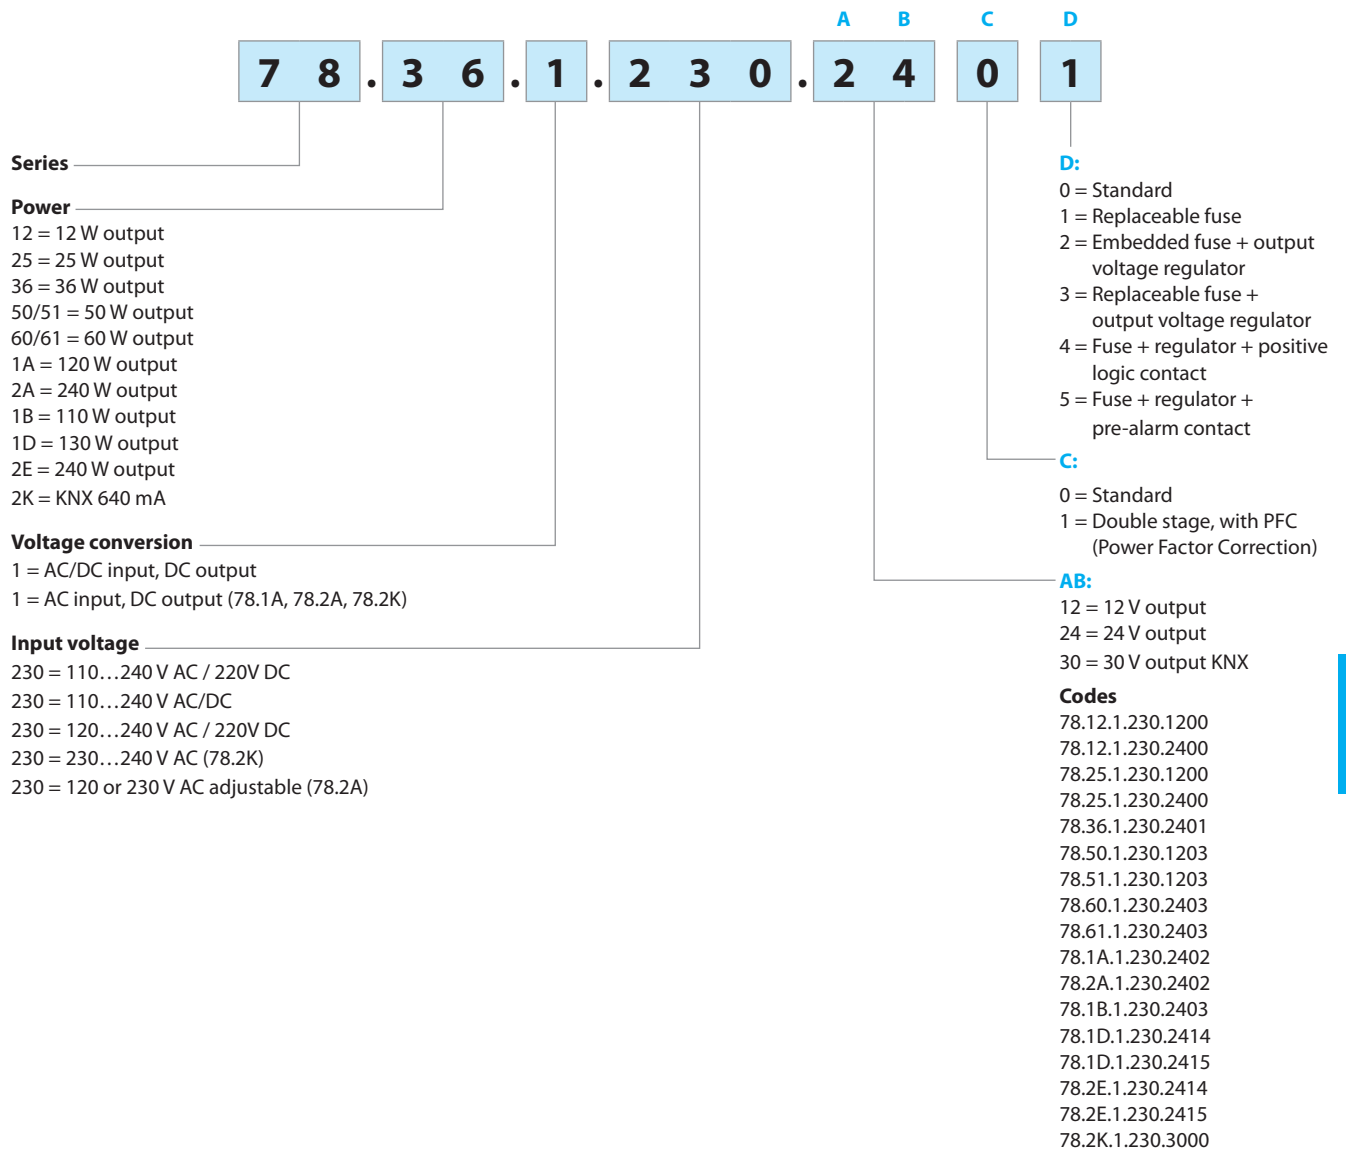 A B C D
7 8 . 3 6 . 1 . 2 3 0 . 2 4 0 1
Series
Power
12 = 12 W output
25 = 25 W output
36 = 36 W output
50/51 = 50 W output
60/61 = 60 W output
1A = 120 W output
2A = 240 W output
1B = 110 W output
1D = 130 W output
2E = 240 W output
2K = KNX 640 mA
Voltage conversion
1 = AC/DC input, DC output
1 = AC input, DC output (78.1A, 78.2A, 78.2K)
Input voltage
230 = 110…240 V AC / 220V DC
230 = 110…240 V AC/DC
230 = 120…240 V AC / 220V DC
230 = 230…240 V AC (78.2K)
230 = 120 or 230 V AC adjustable (78.2A)
D:
0 = Standard
1 = Replaceable fuse
2 = Embedded fuse + output
voltage regulator
3 = Replaceable fuse +
output voltage regulator
4 = Fuse + regulator + positive
logic contact
5 = Fuse + regulator +
pre-alarm contact
C:
0 = Standard
1 = Double stage, with PFC
(Power Factor Correction)
AB:
12 = 12 V output
24 = 24 V output
30 = 30 V output KNX
Codes
78.12.1.230.1200
78.12.1.230.2400
78.25.1.230.1200
78.25.1.230.2400
78.36.1.230.2401
78.50.1.230.1203
78.51.1.230.1203
78.60.1.230.2403
78.61.1.230.2403
78.1A.1.230.2402
78.2A.1.230.2402
78.1B.1.230.2403
78.1D.1.230.2414
78.1D.1.230.2415
78.2E.1.230.2414
78.2E.1.230.2415
78.2K.1.230.3000